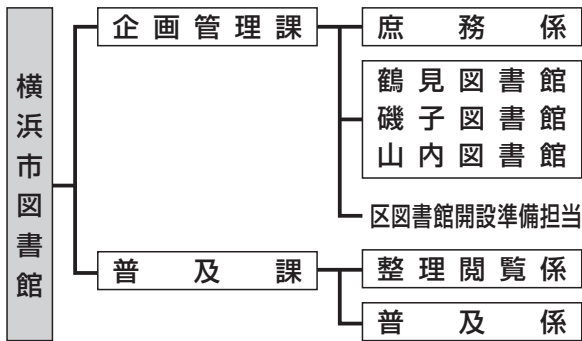 横浜市図書館
企画管理課
庶務係
鶴見図書館
磯子図書館
山内図書館
区図書館開設準備担当
普及課
整理閲覧係
普及係